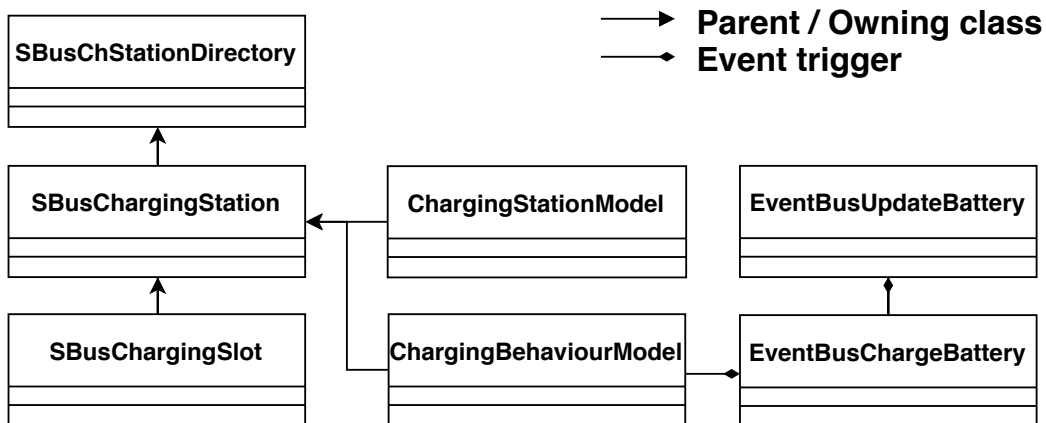 SBusChStationDirectory
Parent / Owning class
Event trigger
SBusChargingStation
ChargingStationModel
EventBusUpdateBattery
SBusChargingSlot
ChargingBehaviourModel
EventBusChargeBattery